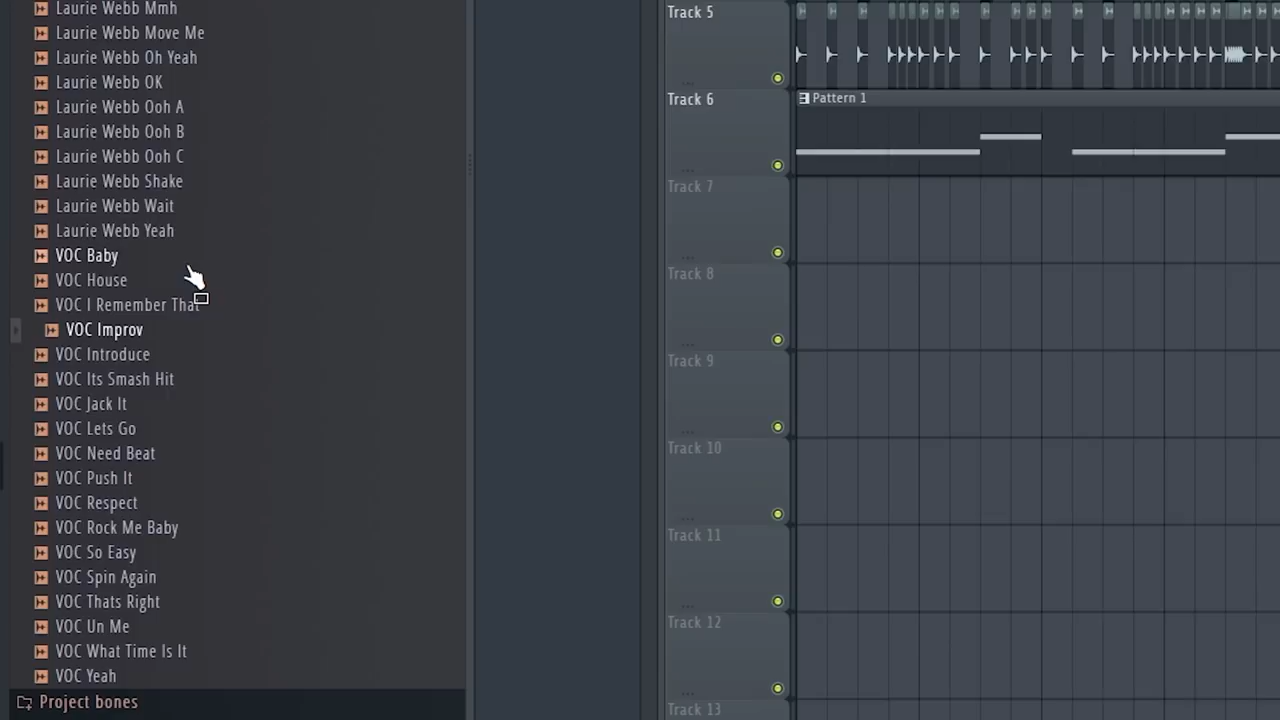 Laurie Webb Mmh
Laurie Webb Move Me
Laurie Webb Oh Yeah
Laurie Webb OK
Laurie Webb Ooh A
Laurie Webb Ooh B
Laurie Webb Ooh C
Laurie Webb Shake
Laurie Webb Wait
Laurie Webb Yeah
VOC Baby
VOC House
VOC I Remember That
VOC Improv
VOC Introduce
VOC Its Smash Hit
VOC Jack It
VOC Lets Go
VOC Need Beat
VOC Push It
VOC Respect
VOC Rock Me Baby
VOC So Easy
VOC Spin Again
VOC Thats Right
VOC Un Me
VOC What Time Is It
VOC Yeah
Project bones
Track 5
Track 6
Pattern 1
Track 7
Track 8
Track 9
Track 10
Track 11
Track 12
Track 13